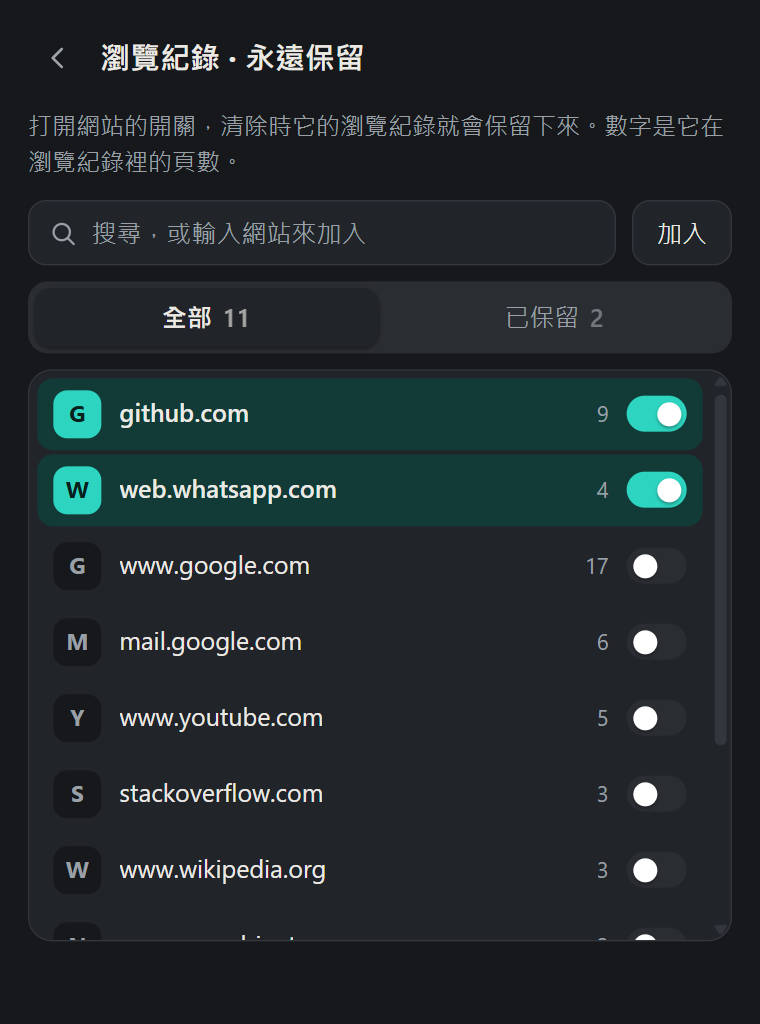 瀏覽紀錄 · 永遠保留
打開網站的開關，清除時它的瀏覽紀錄就會保留下來。數字是它在
瀏覽紀錄裡的頁數。
搜尋，或輸入網站來加入
加入
全部 11
已保留 2
G github.com 9
W web.whatsapp.com 4
G www.google.com 17
M mail.google.com 6
Y www.youtube.com 5
S stackoverflow.com 3
W www.wikipedia.org 3